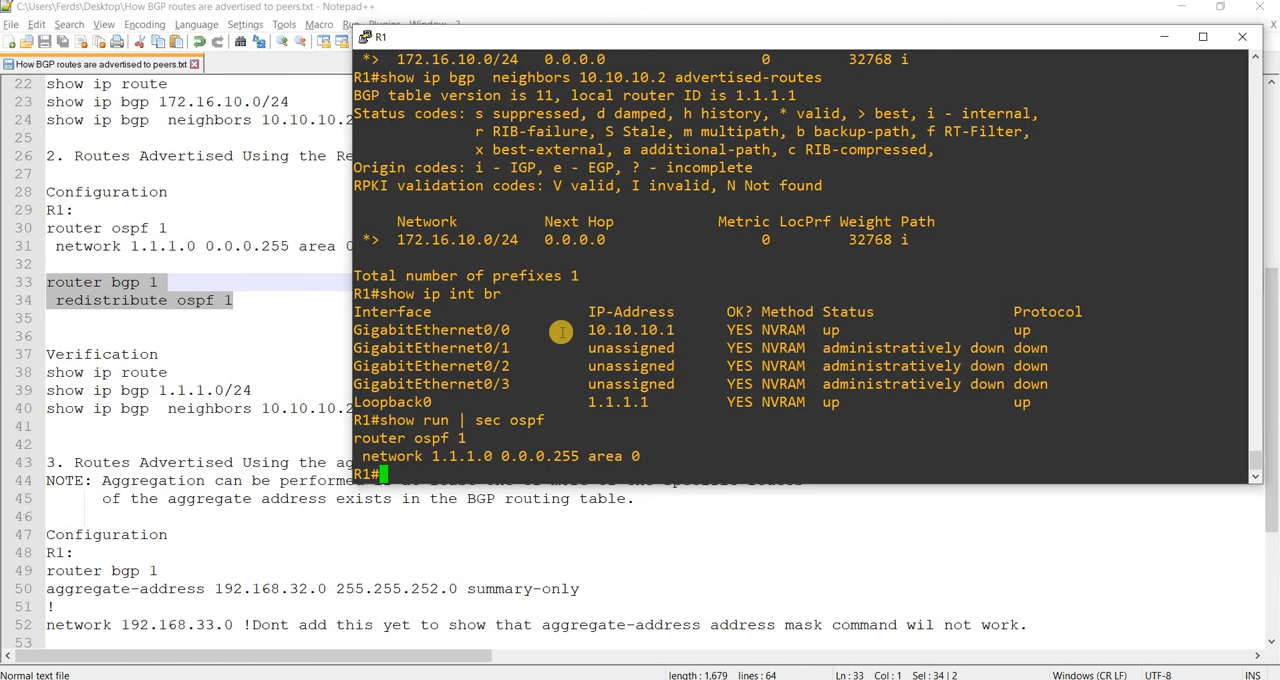 C:\Users\Ferds\Desktop\How BGP routes are advertised to peers.txt - Notepad++
File Edit Search View Encoding Language Settings Tools Macro Run
How BGP routes are advertised to peers.txt
22 show ip route
23 show ip bgp 172.16.10.0/24
24 show ip bgp  neighbors 10.10.10.2
25
26 2. Routes Advertised Using the Re
27
28 Configuration
29 R1:
30 router ospf 1
31  network 1.1.1.0 0.0.0.255 area 0
32
33 router bgp 1
34  redistribute ospf 1
35
36
37 Verification
38 show ip route
39 show ip bgp 1.1.1.0/24
40 show ip bgp  neighbors 10.10.10.2
41
42
43 3. Routes Advertised Using the ag
44 NOTE: Aggregation can be performed
45 of the aggregate address exists in the BGP routing table.
46
47 Configuration
48 R1:
49 router bgp 1
50 aggregate-address 192.168.32.0 255.255.252.0 summary-only
51 !
52 network 192.168.33.0 !Dont add this yet to show that aggregate-address address mask command wil not work.
53
R1
*>  172.16.10.0/24   0.0.0.0   0   32768 i
R1#show ip bgp  neighbors 10.10.10.2 advertised-routes
BGP table version is 11, local router ID is 1.1.1.1
Status codes: s suppressed, d damped, h history, * valid, > best, i - internal,
r RIB-failure, S Stale, m multipath, b backup-path, f RT-Filter,
x best-external, a additional-path, c RIB-compressed,
Origin codes: i - IGP, e - EGP, ? - incomplete
RPKI validation codes: V valid, I invalid, N Not found
Network   Next Hop   Metric LocPrf Weight Path
*>  172.16.10.0/24   0.0.0.0   0   32768 i
Total number of prefixes 1
R1#show ip int br
Interface   IP-Address   OK? Method Status   Protocol
GigabitEthernet0/0   10.10.10.1   YES NVRAM  up   up
GigabitEthernet0/1   unassigned   YES NVRAM  administratively down down
GigabitEthernet0/2   unassigned   YES NVRAM  administratively down down
GigabitEthernet0/3   unassigned   YES NVRAM  administratively down down
Loopback0   1.1.1.1   YES NVRAM  up   up
R1#show run | sec ospf
router ospf 1
 network 1.1.1.0 0.0.0.255 area 0
R1#
Normal text file   length : 1,679   lines : 64   Ln : 33   Col : 1   Sel : 34 | 2   Windows (CR LF)   UTF-8   INS